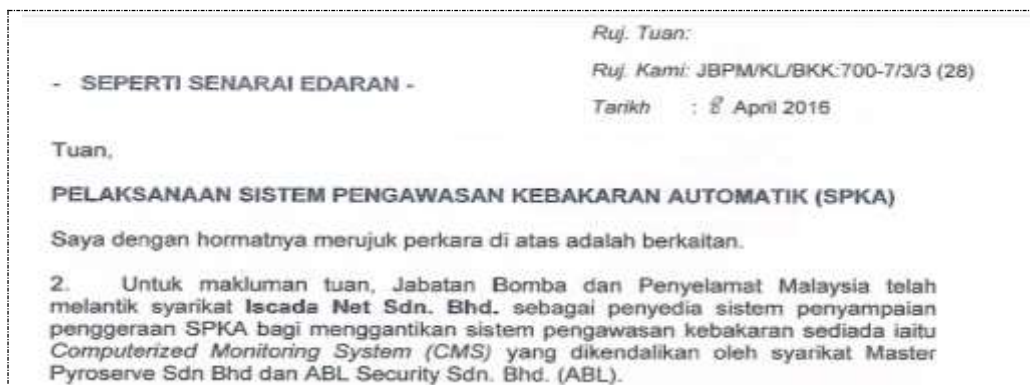 Ruj. Tuan:
Ruj. Kami: JBPM/KL/BKK:700-7/3/3 (28)
- SEPERTI SENARAI EDARAN -
Tarikh : 8 April 2016
Tuan,
PELAKSANAAN SISTEM PENGAWASAN KEBAKARAN AUTOMATIK (SPKA)
Saya dengan hormatnya merujuk perkara di atas adalah berkaitan.
2. Untuk makluman tuan, Jabatan Bomba dan Penyelamat Malaysia telah
melantik syarikat Iscada Net Sdn. Bhd. sebagai penyedia sistem penyampaian
penggeraan SPKA bagi menggantikan sistem pengawasan kebakaran sediada iaitu
Computerized Monitoring System (CMS) yang dikendalikan oleh syarikat Master
Pyroserve Sdn Bhd dan ABL Security Sdn. Bhd. (ABL).